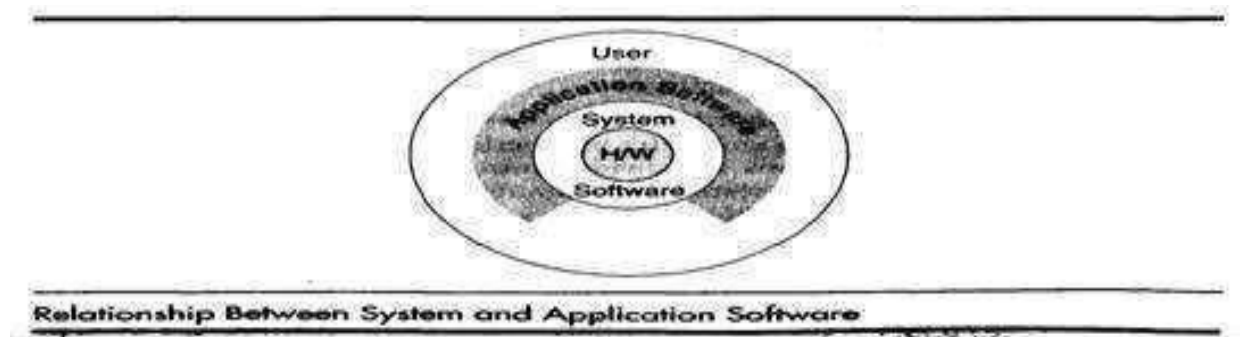 User
Application Software
System
H/W
Software
Relationship Between System and Application Software